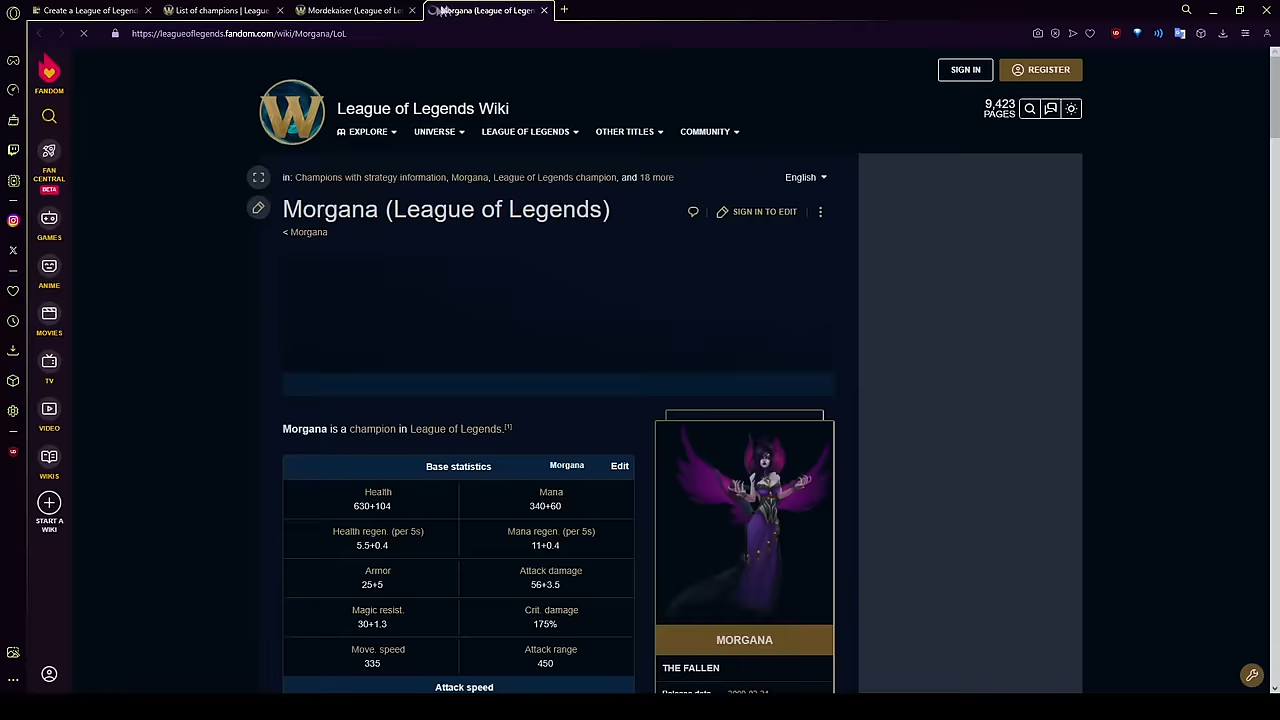 Create a League of Legend
List of champions | League
Mordekaiser (League of Le
Morgana (League of Legen
https://leagueoflegends.fandom.com/wiki/Morgana/LoL
FANDOM
FAN
CENTRAL
BETA
GAMES
ANIME
MOVIES
TV
VIDEO
WIKIS
START A
WIKI
SIGN IN
REGISTER
League of Legends Wiki
EXPLORE
UNIVERSE
LEAGUE OF LEGENDS
OTHER TITLES
COMMUNITY
9,423
PAGES
in: Champions with strategy information, Morgana, League of Legends champion, and 18 more
English
Morgana (League of Legends)
SIGN IN TO EDIT
< Morgana
Morgana is a champion in League of Legends.[1]
Base statistics Morgana Edit
Health Mana
630+104 340+60
Health regen. (per 5s) Mana regen. (per 5s)
5.5+0.4 11+0.4
Armor Attack damage
25+5 56+3.5
Magic resist. Crit. damage
30+1.3 175%
Move. speed Attack range
335 450
Attack speed
MORGANA
THE FALLEN